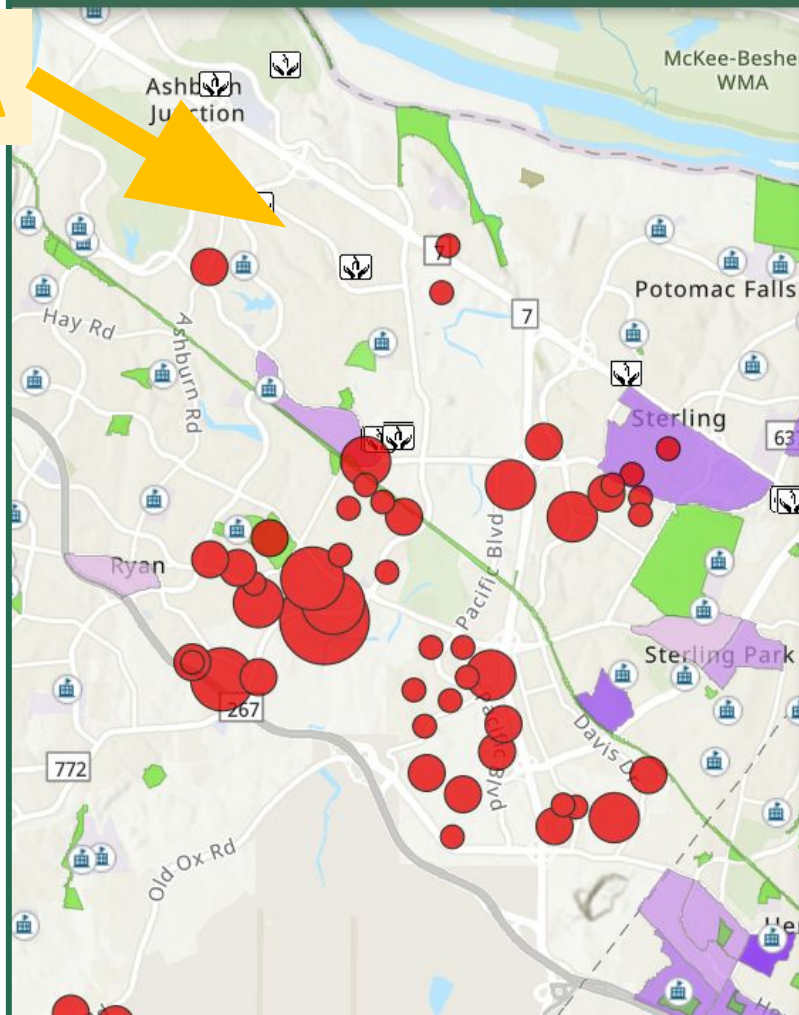 McKee-Beshe
WMA
Ashburn
Junction
7
Potomac Falls
Hay Rd
7
Ashburn Rd
Sterling
63
Pacific Blvd
Ryan
Sterling Park
267
Pacific Blvd
Davis Dr
772
Old Ox Rd
He